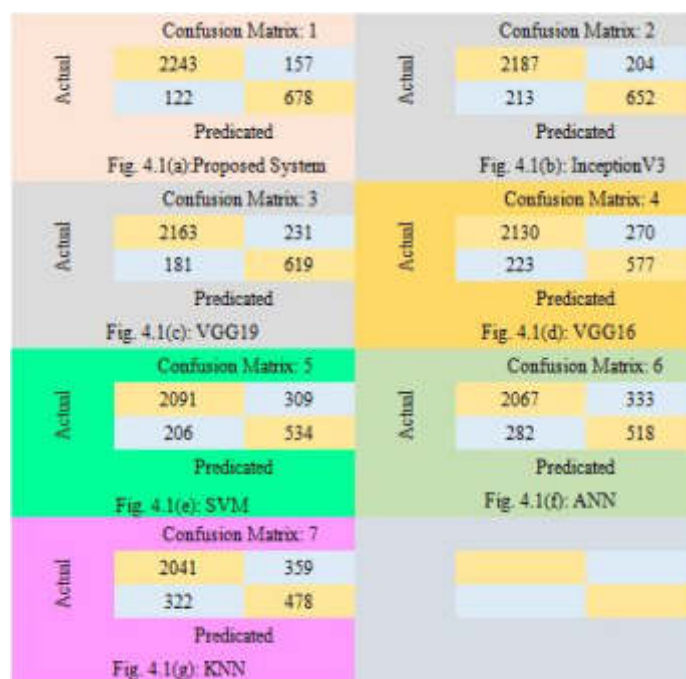 Confusion Matrix: 1
Actual
2243 157
122 678
Predicated
Fig. 4.1(a):Proposed System
Confusion Matrix: 2
Actual
2187 204
213 652
Predicated
Fig. 4.1(b): InceptionV3
Confusion Matrix: 3
Actual
2163 231
181 619
Predicated
Fig. 4.1(c): VGG19
Confusion Matrix: 4
Actual
2130 270
223 577
Predicated
Fig. 4.1(d): VGG16
Confusion Matrix: 5
Actual
2091 309
206 534
Predicated
Fig. 4.1(e): SVM
Confusion Matrix: 6
Actual
2067 333
282 518
Predicated
Fig. 4.1(f): ANN
Confusion Matrix: 7
Actual
2041 359
322 478
Predicated
Fig. 4.1(g): KNN